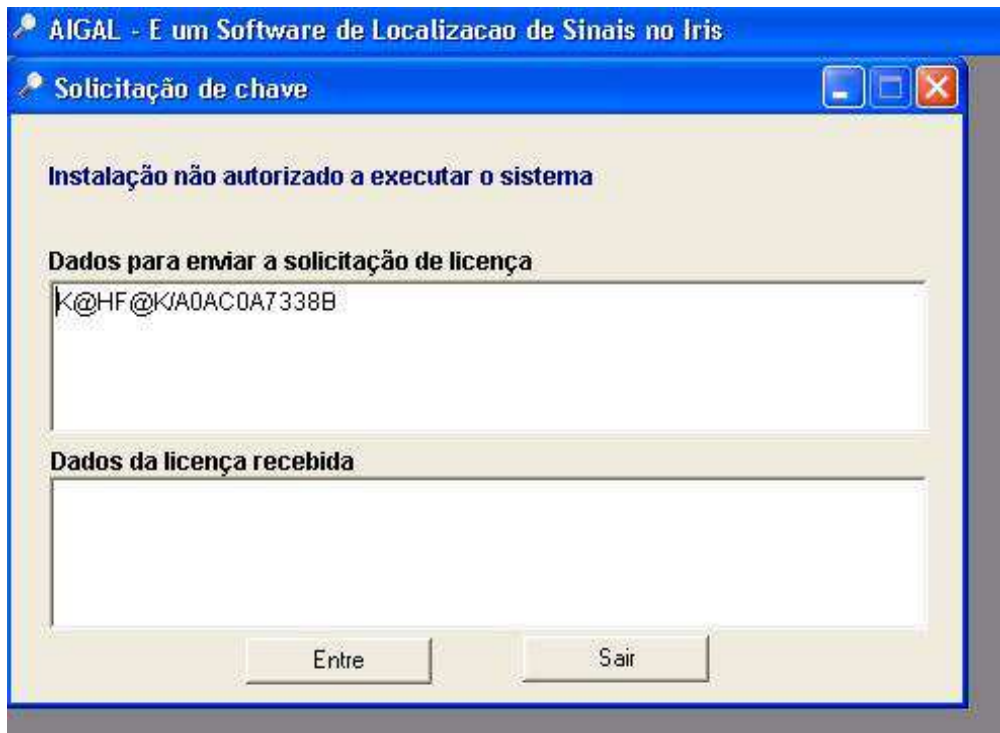 AIGAL - E um Software de Localizacao de Sinais no Iris
Solicitação de chave
Instalação não autorizado a executar o sistema
Dados para enviar a solicitação de licença
K@HF@K/A0AC0A7338B
Dados da licença recebida
Entre Sair